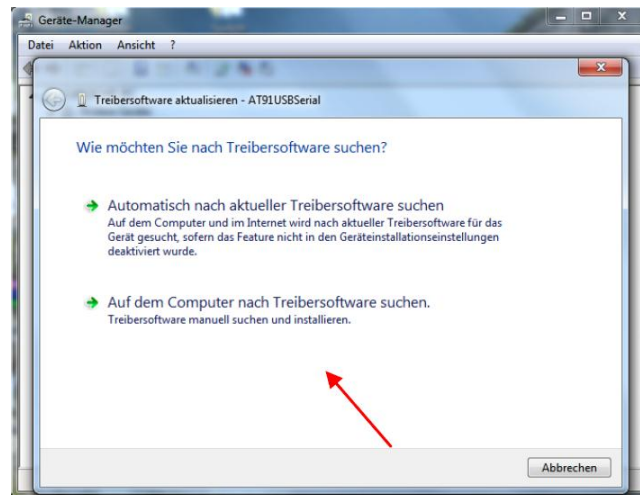 Geräte-Manager
Datei Aktion Ansicht ?
Treibersoftware aktualisieren - AT91USBSerial
Wie möchten Sie nach Treibersoftware suchen?
Automatisch nach aktueller Treibersoftware suchen
Auf dem Computer und im Internet wird nach aktueller Treibersoftware für das
Gerät gesucht, sofern das Feature nicht in den Geräteinstallationseinstellungen
deaktiviert wurde.
Auf dem Computer nach Treibersoftware suchen.
Treibersoftware manuell suchen und installieren.
Abbrechen